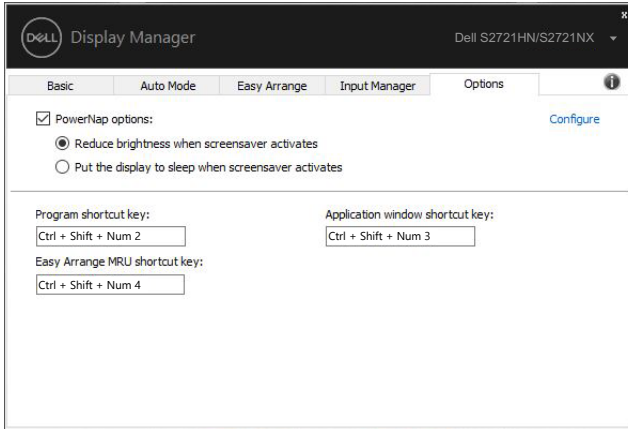 x
DELL Display Manager
Dell S2721HN/S2721NX
Basic Auto Mode Easy Arrange Input Manager Options i
PowerNap options: Configure
Reduce brightness when screensaver activates
Put the display to sleep when screensaver activates
Program shortcut key: Application window shortcut key:
Ctrl + Shift + Num 2 Ctrl + Shift + Num 3
Easy Arrange MRU shortcut key:
Ctrl + Shift + Num 4